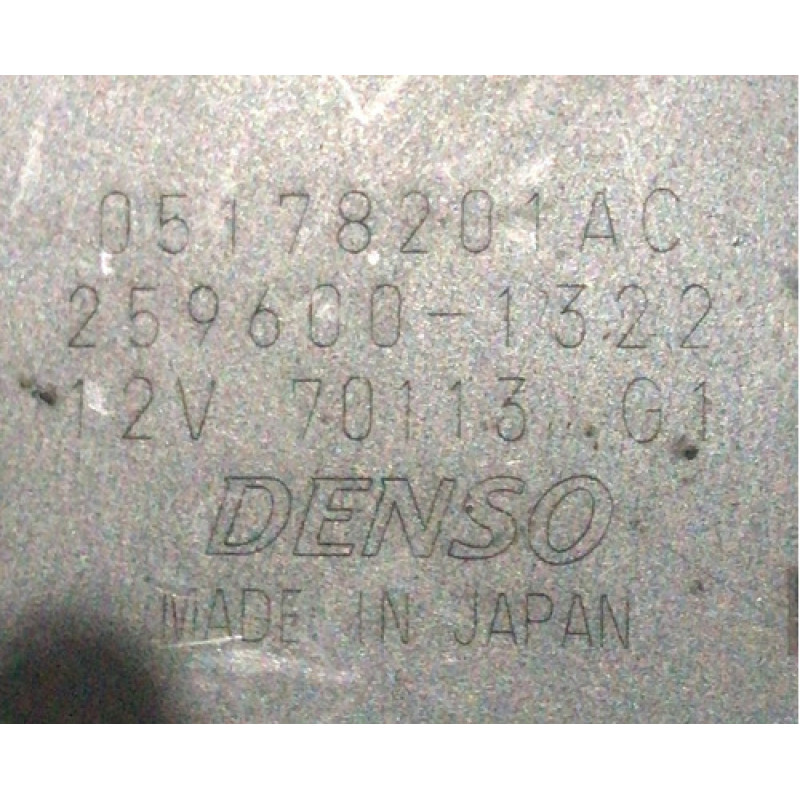 05178201AC
259600-1322
12V 70113 G1
DENSO
MADE IN JAPAN